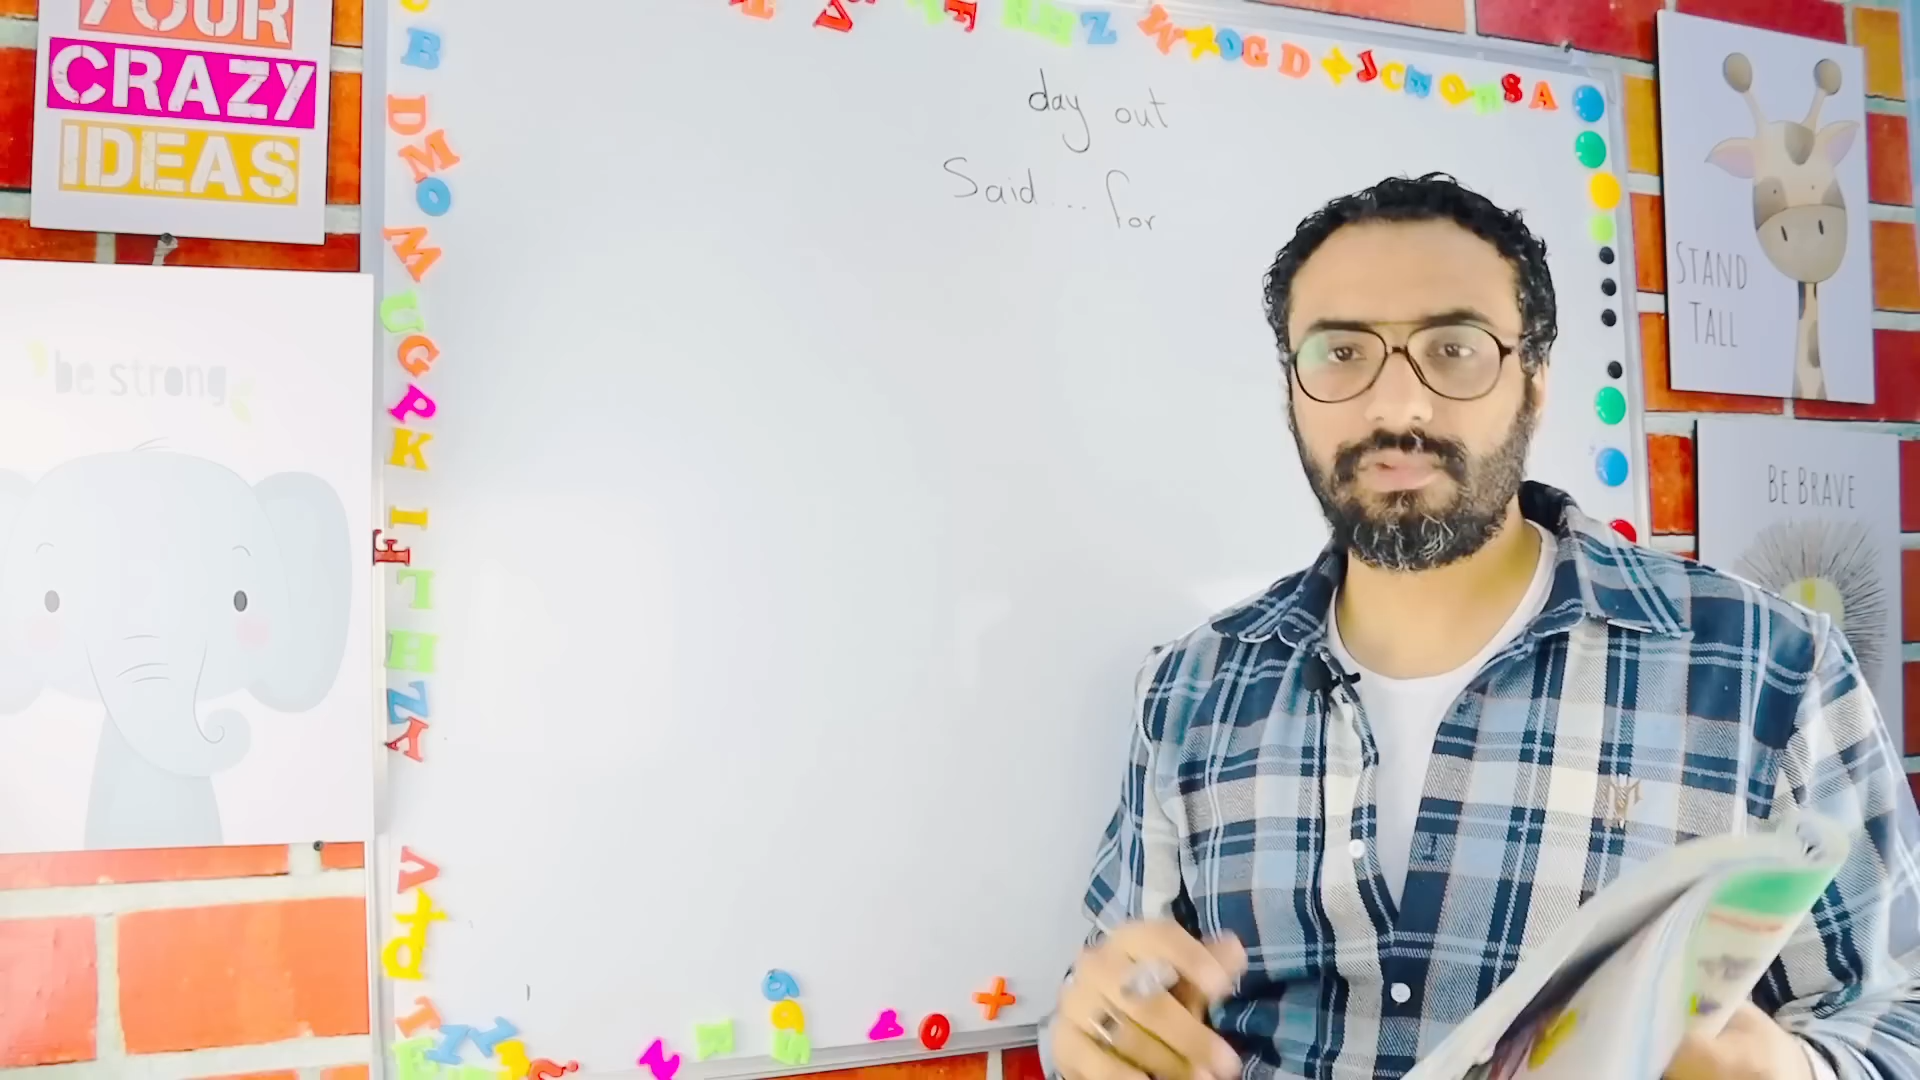 YOUR
CRAZY
IDEAS
be strong
day out
Said... for
STAND
TALL
BE BRAVE